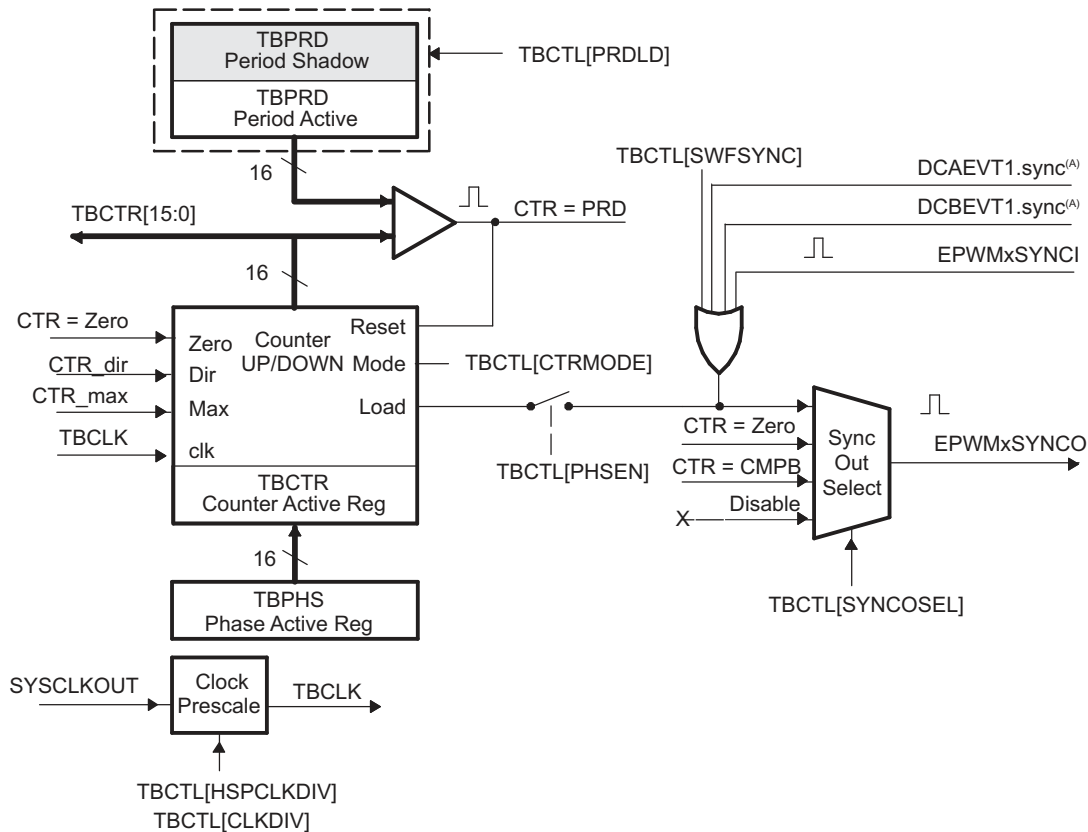 TBPRD
Period Shadow
TBPRD
Period Active
TBCTL[PRDLD]
16
TBCTR[15:0]
CTR = PRD
16
TBCTL[SWFSYNC]
DCAEVT1.sync(A)
DCBEVT1.sync(A)
EPWMxSYNCI
CTR = Zero
CTR_dir
CTR_max
TBCLK
Zero
Dir
Max
clk
Counter
UP/DOWN
Reset
Mode
Load
TBCTR
Counter Active Reg
TBCTL[CTRMODE]
TBCTL[PHSEN]
CTR = Zero
CTR = CMPB
Disable
X
Sync
Out
Select
EPWMxSYNCO
TBCTL[SYNCOSEL]
16
TBPHS
Phase Active Reg
SYSCLKOUT
Clock
Prescale
TBCLK
TBCTL[HSPCLKDIV]
TBCTL[CLKDIV]